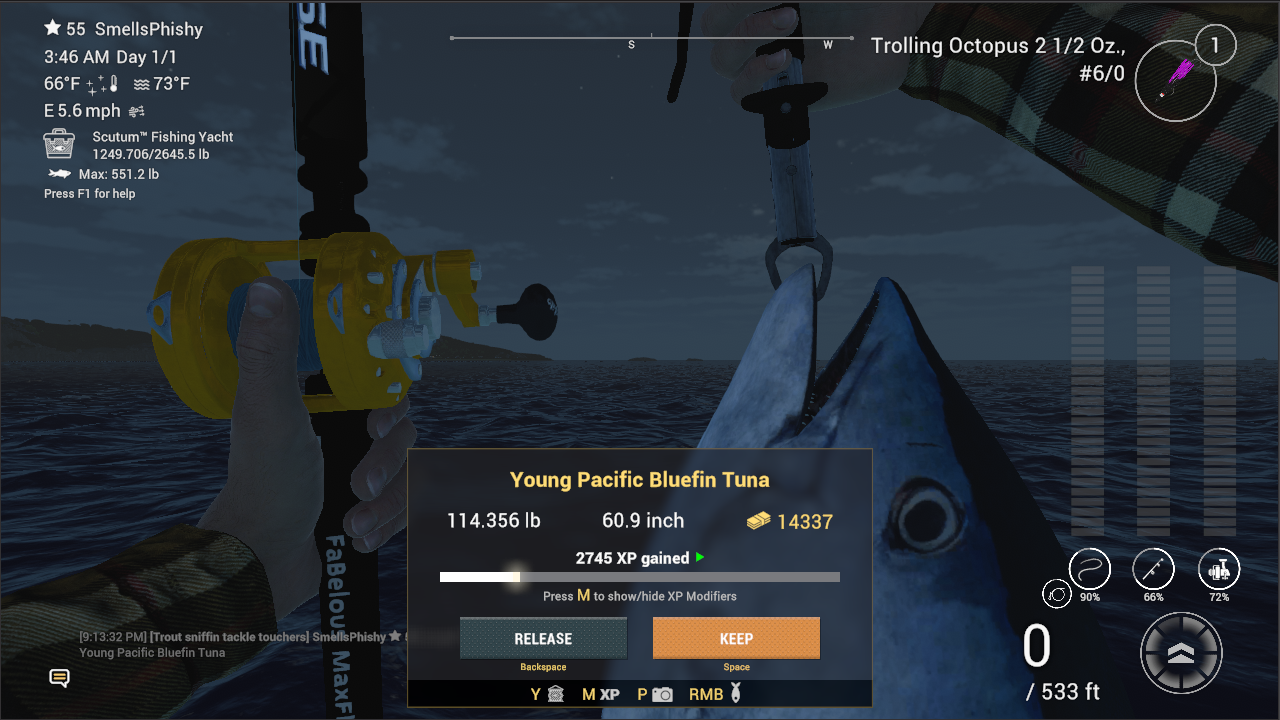 55 SmellsPhishy
3:46 AM Day 1/1
66°F 73°F
E 5.6 mph
Scutum™ Fishing Yacht
1249.706/2645.5 lb
Max: 551.2 lb
Press F1 for help
SE
S W
Trolling Octopus 2 1/2 Oz.,
#6/0
1
Young Pacific Bluefin Tuna
114.356 lb 60.9 inch 14337
2745 XP gained
Press M to show/hide XP Modifiers
RELEASE KEEP
Backspace Space
Y M XP P RMB
[9:13:32 PM] [Trout sniffin tackle touchers] SmellsPhishy
Young Pacific Bluefin Tuna
90% 66% 72%
0
/ 533 ft